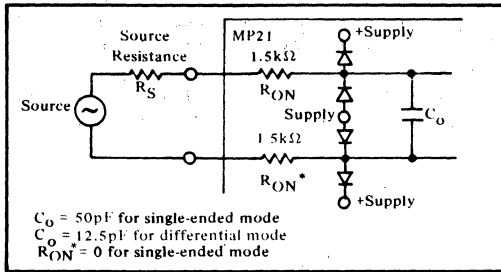 Source
Resistance
MP21
+Supply
1.5kΩ
R_S
R_ON
Source
Supply
C_o
1.5kΩ
R_ON*
+Supply
C_o = 50pF for single-ended mode
C_o = 12.5pF for differential mode
R_ON* = 0 for single-ended mode